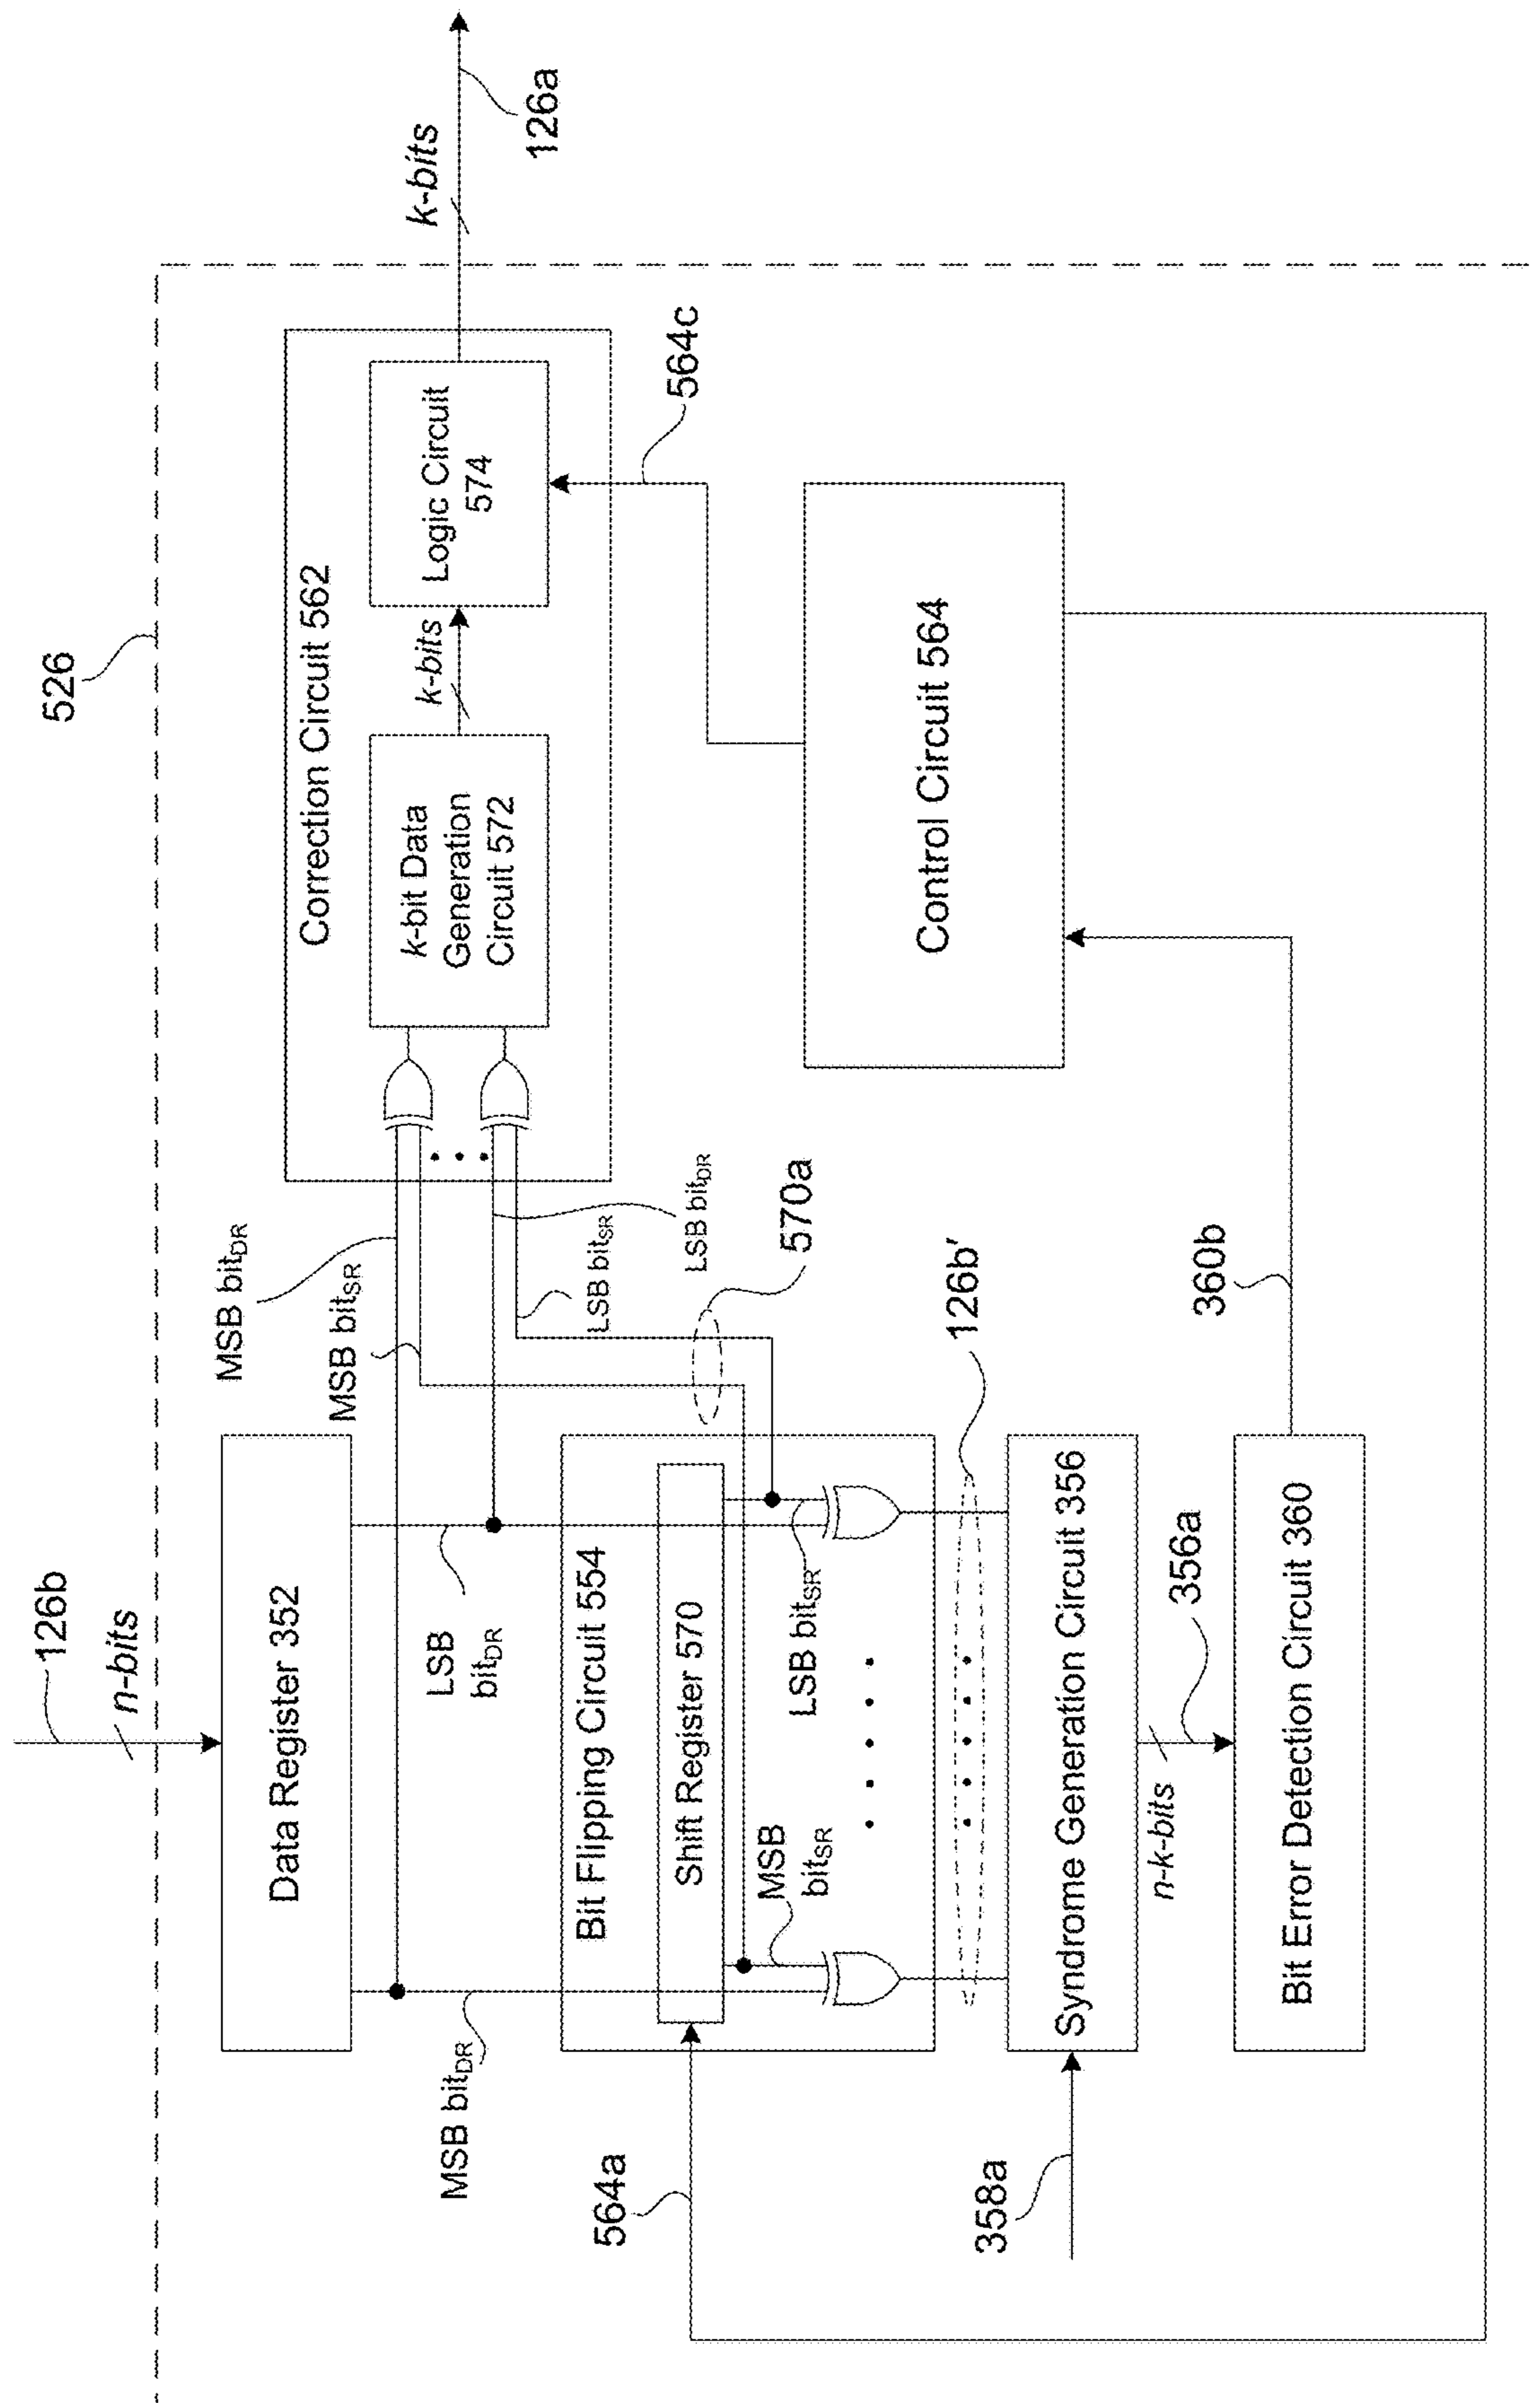 526
126b
n-bits
Data Register 352
MSB bitDR
LSB
bitDR
MSB bitDR
MSB bitSR
LSB bitSR
LSB bitDR
570a
Correction Circuit 562
k-bit Data
Generation
Circuit 572
k-bits
Logic Circuit
574
k-bits
126a
564c
564a
Bit Flipping Circuit 554
Shift Register 570
MSB
bitSR
LSB bitSR
126b′
Control Circuit 564
358a
Syndrome Generation Circuit 356
n-k-bits
356a
360b
Bit Error Detection Circuit 360